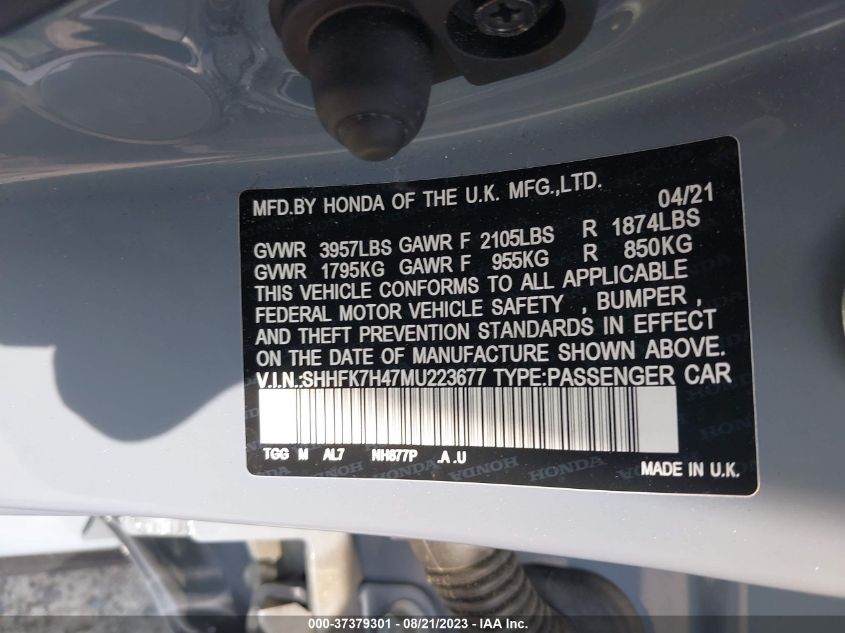 MFD.BY HONDA OF THE U.K. MFG.,LTD. 04/21
GVWR 3957LBS GAWR F 2105LBS R 1874LBS
GVWR 1795KG GAWR F 955KG R 850KG
THIS VEHICLE CONFORMS TO ALL APPLICABLE
FEDERAL MOTOR VEHICLE SAFETY , BUMPER ,
AND THEFT PREVENTION STANDARDS IN EFFECT
ON THE DATE OF MANUFACTURE SHOWN ABOVE.
V.I.N.:SHHFK7H47MU223677 TYPE:PASSENGER CAR
TGG M AL7 NH877P .A .U
MADE IN U.K.
HONDA HONDA HONDA
000-37379301 - 08/21/2023 - IAA Inc.